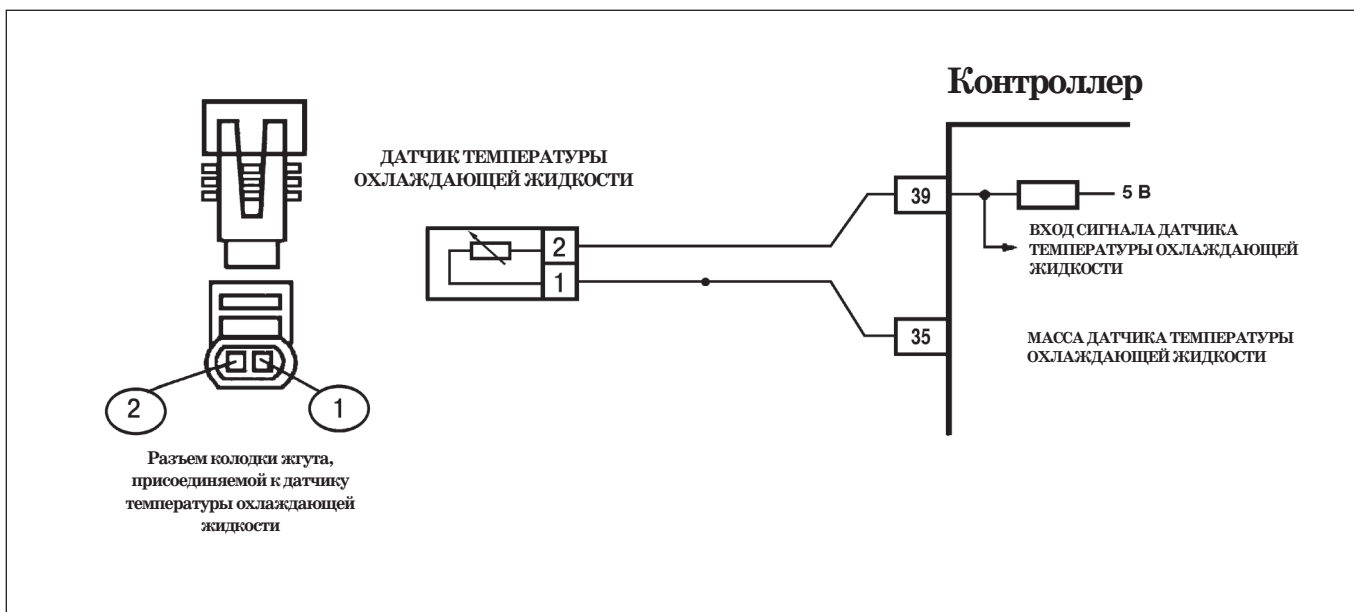 Контроллер
ДАТЧИК ТЕМПЕРАТУРЫ
ОХЛАЖДАЮЩЕЙ ЖИДКОСТИ
2
1
39
35
5 В
ВХОД СИГНАЛА ДАТЧИКА
ТЕМПЕРАТУРЫ ОХЛАЖДАЮЩЕЙ
ЖИДКОСТИ
МАССА ДАТЧИКА ТЕМПЕРАТУРЫ
ОХЛАЖДАЮЩЕЙ ЖИДКОСТИ
2
1
Разъем колодки жгута,
присоединяемой к датчику
температуры охлаждающей
жидкости